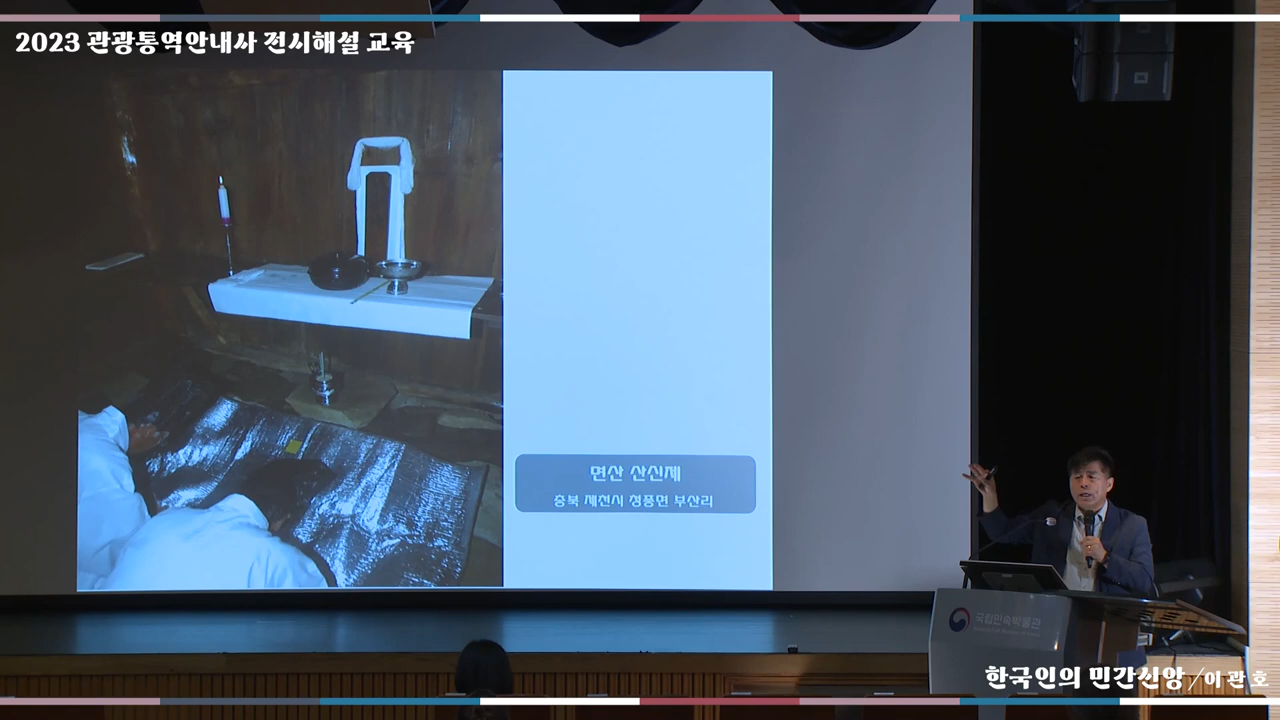 2023 관광통역안내사 전시해설 교육
면산 산신제
충북 제천시 청풍면 부산리
국립민속박물관
한국인의 민간신앙/이관호